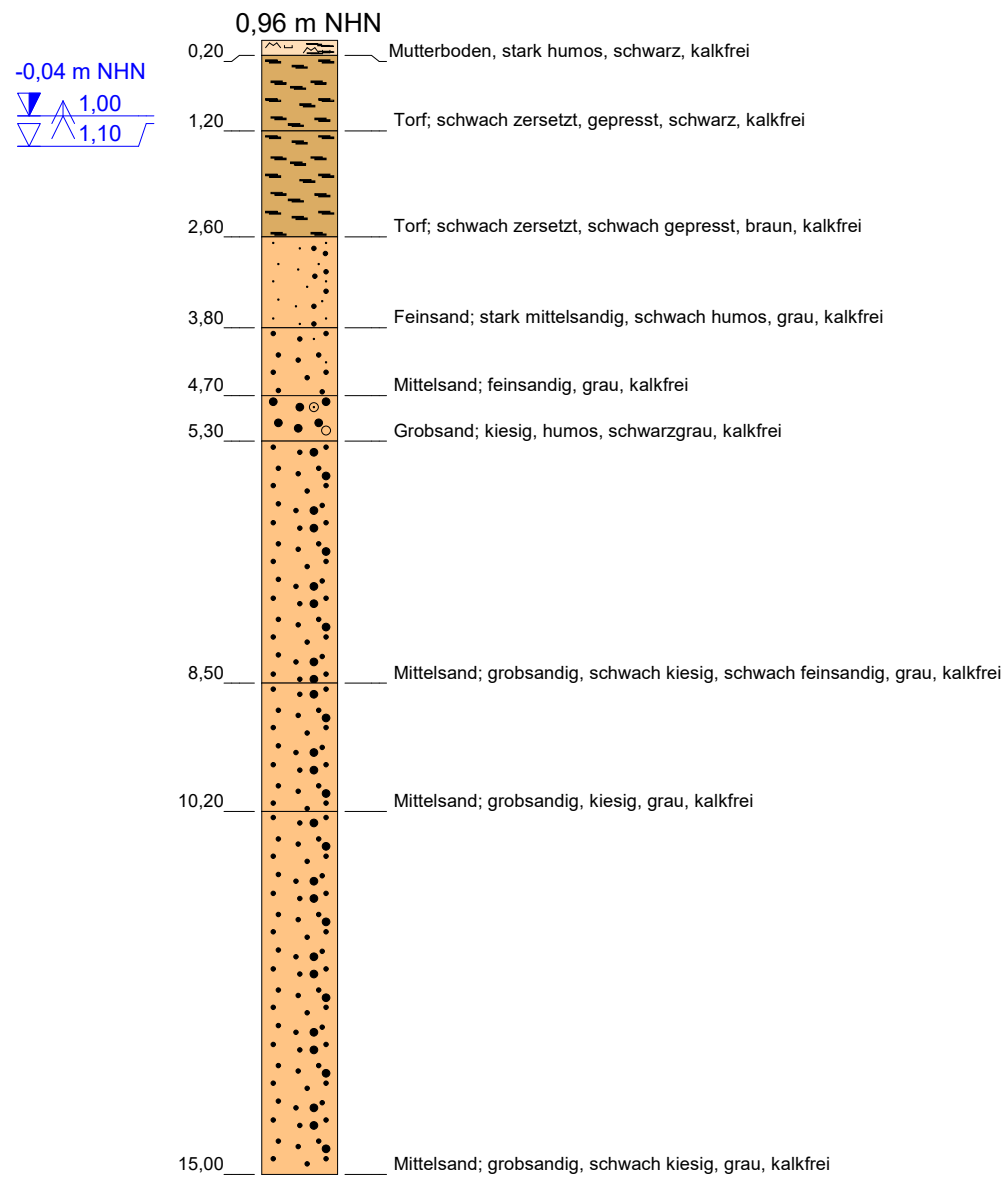 0,96 m NHN
0,20 Mutterboden, stark humos, schwarz, kalkfrei
-0,04 m NHN
1,00
1,10
1,20 Torf; schwach zersetzt, gepresst, schwarz, kalkfrei
2,60 Torf; schwach zersetzt, schwach gepresst, braun, kalkfrei
3,80 Feinsand; stark mittelsandig, schwach humos, grau, kalkfrei
4,70 Mittelsand; feinsandig, grau, kalkfrei
5,30 Grobsand; kiesig, humos, schwarzgrau, kalkfrei
8,50 Mittelsand; grobsandig, schwach kiesig, schwach feinsandig, grau, kalkfrei
10,20 Mittelsand; grobsandig, kiesig, grau, kalkfrei
15,00 Mittelsand; grobsandig, schwach kiesig, grau, kalkfrei